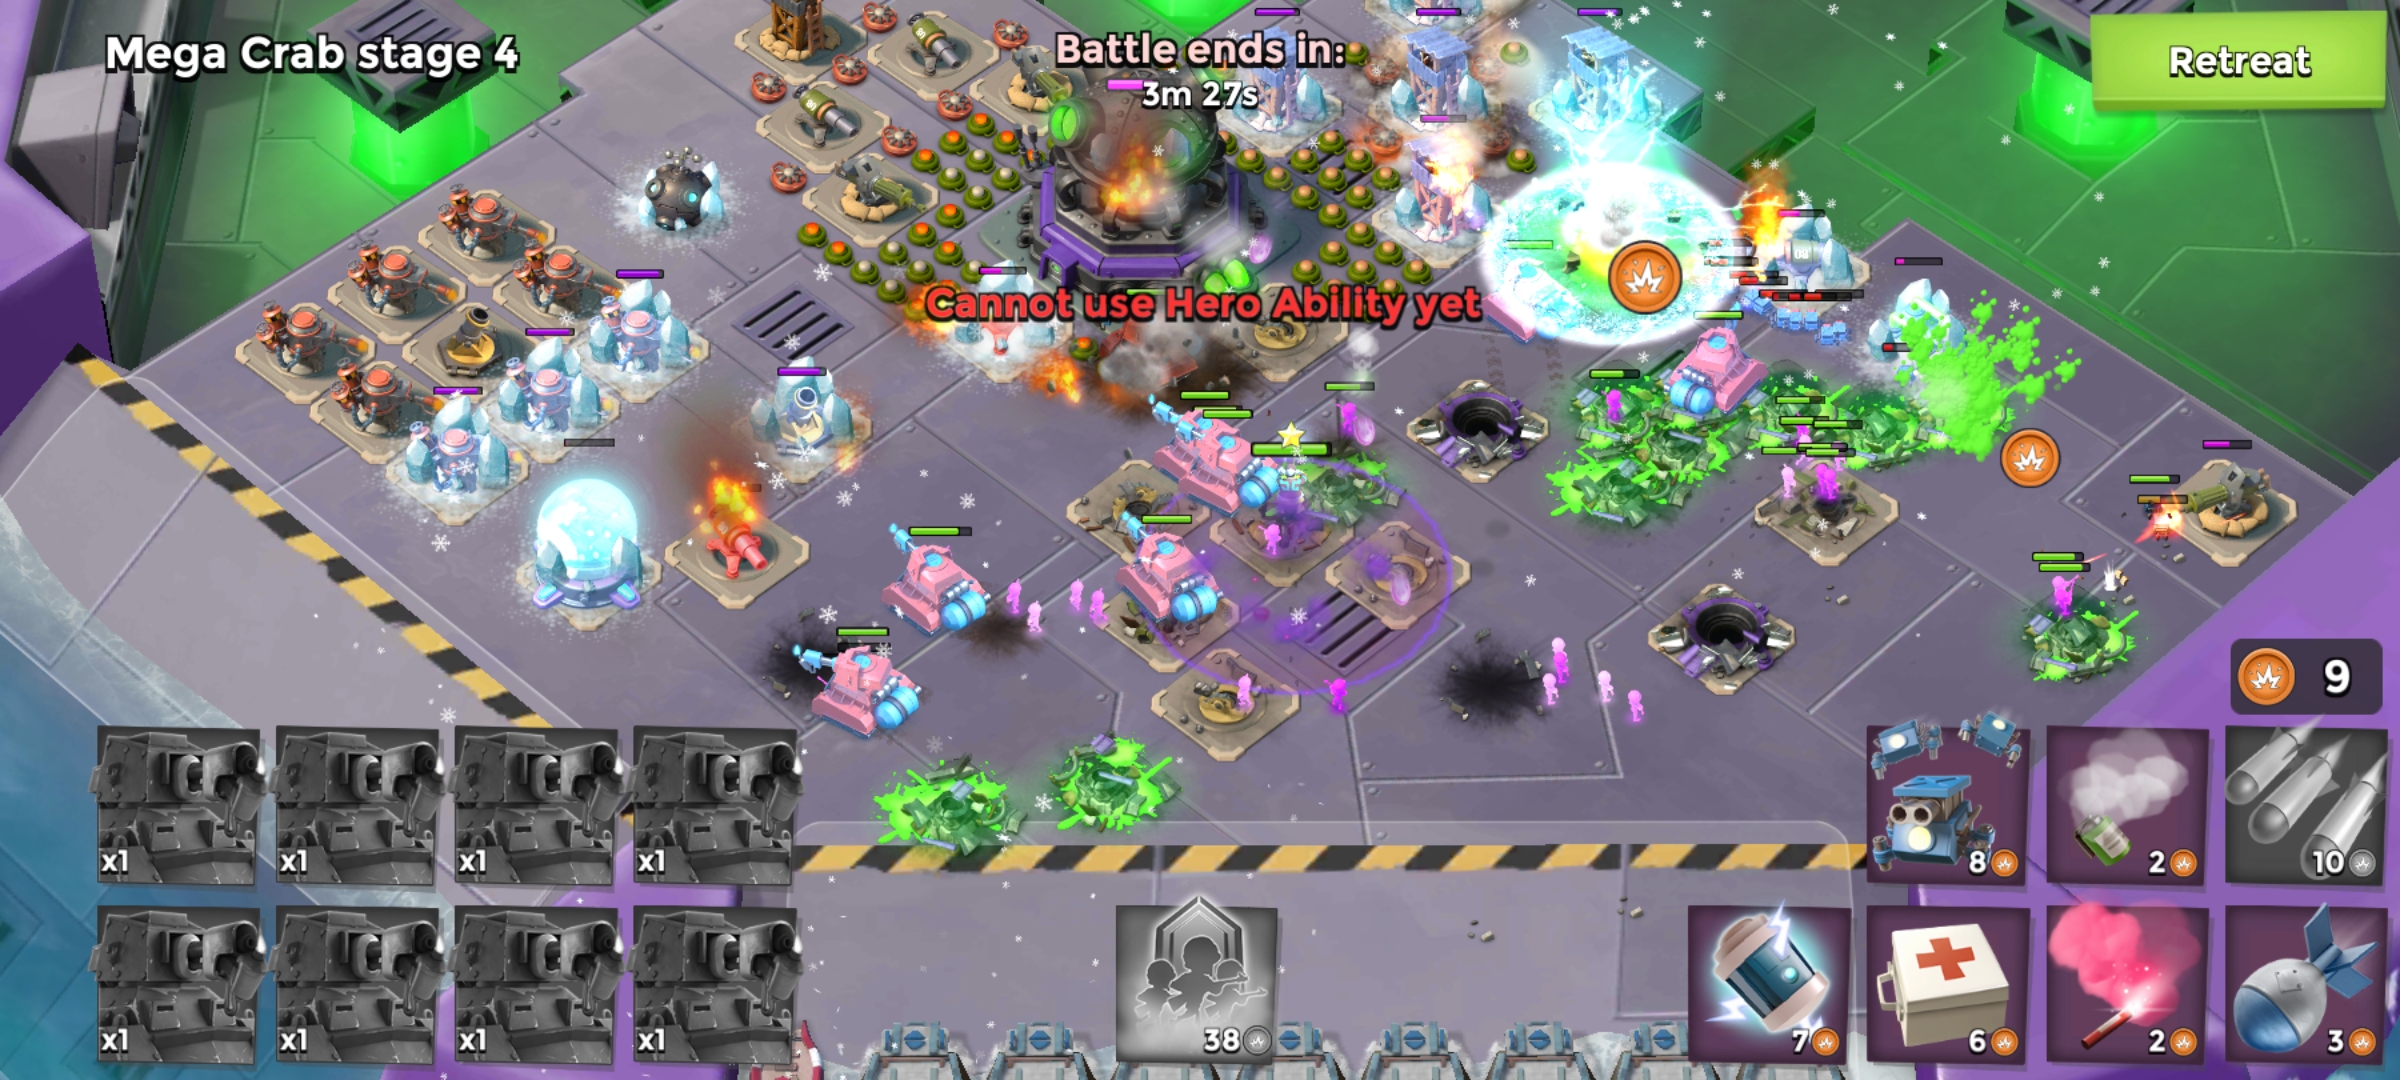 Mega Crab stage 4
Battle ends in:
3m 27s
Retreat
Cannot use Hero Ability yet
9
x1
x1
x1
x1
8
2
10
x1
x1
x1
x1
38
7
6
2
3